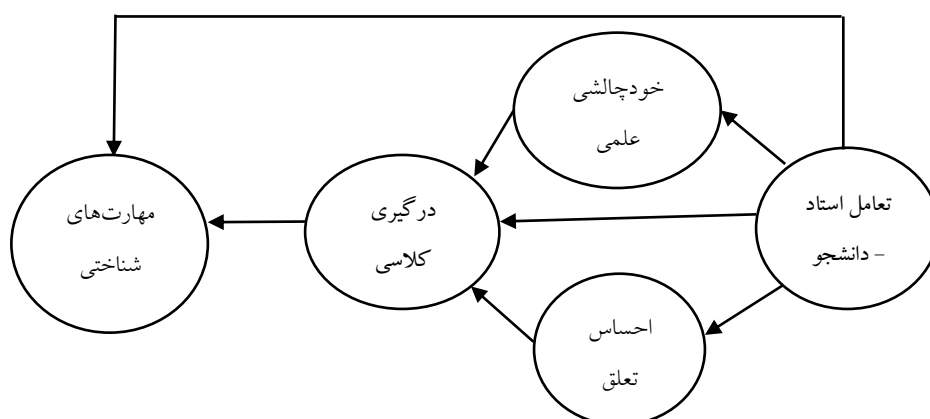 خودچالشی
علمی
تعامل استاد
– دانشجو
درگیری
کلاسی
مهارت‌های
شناختی
احساس
تعلق